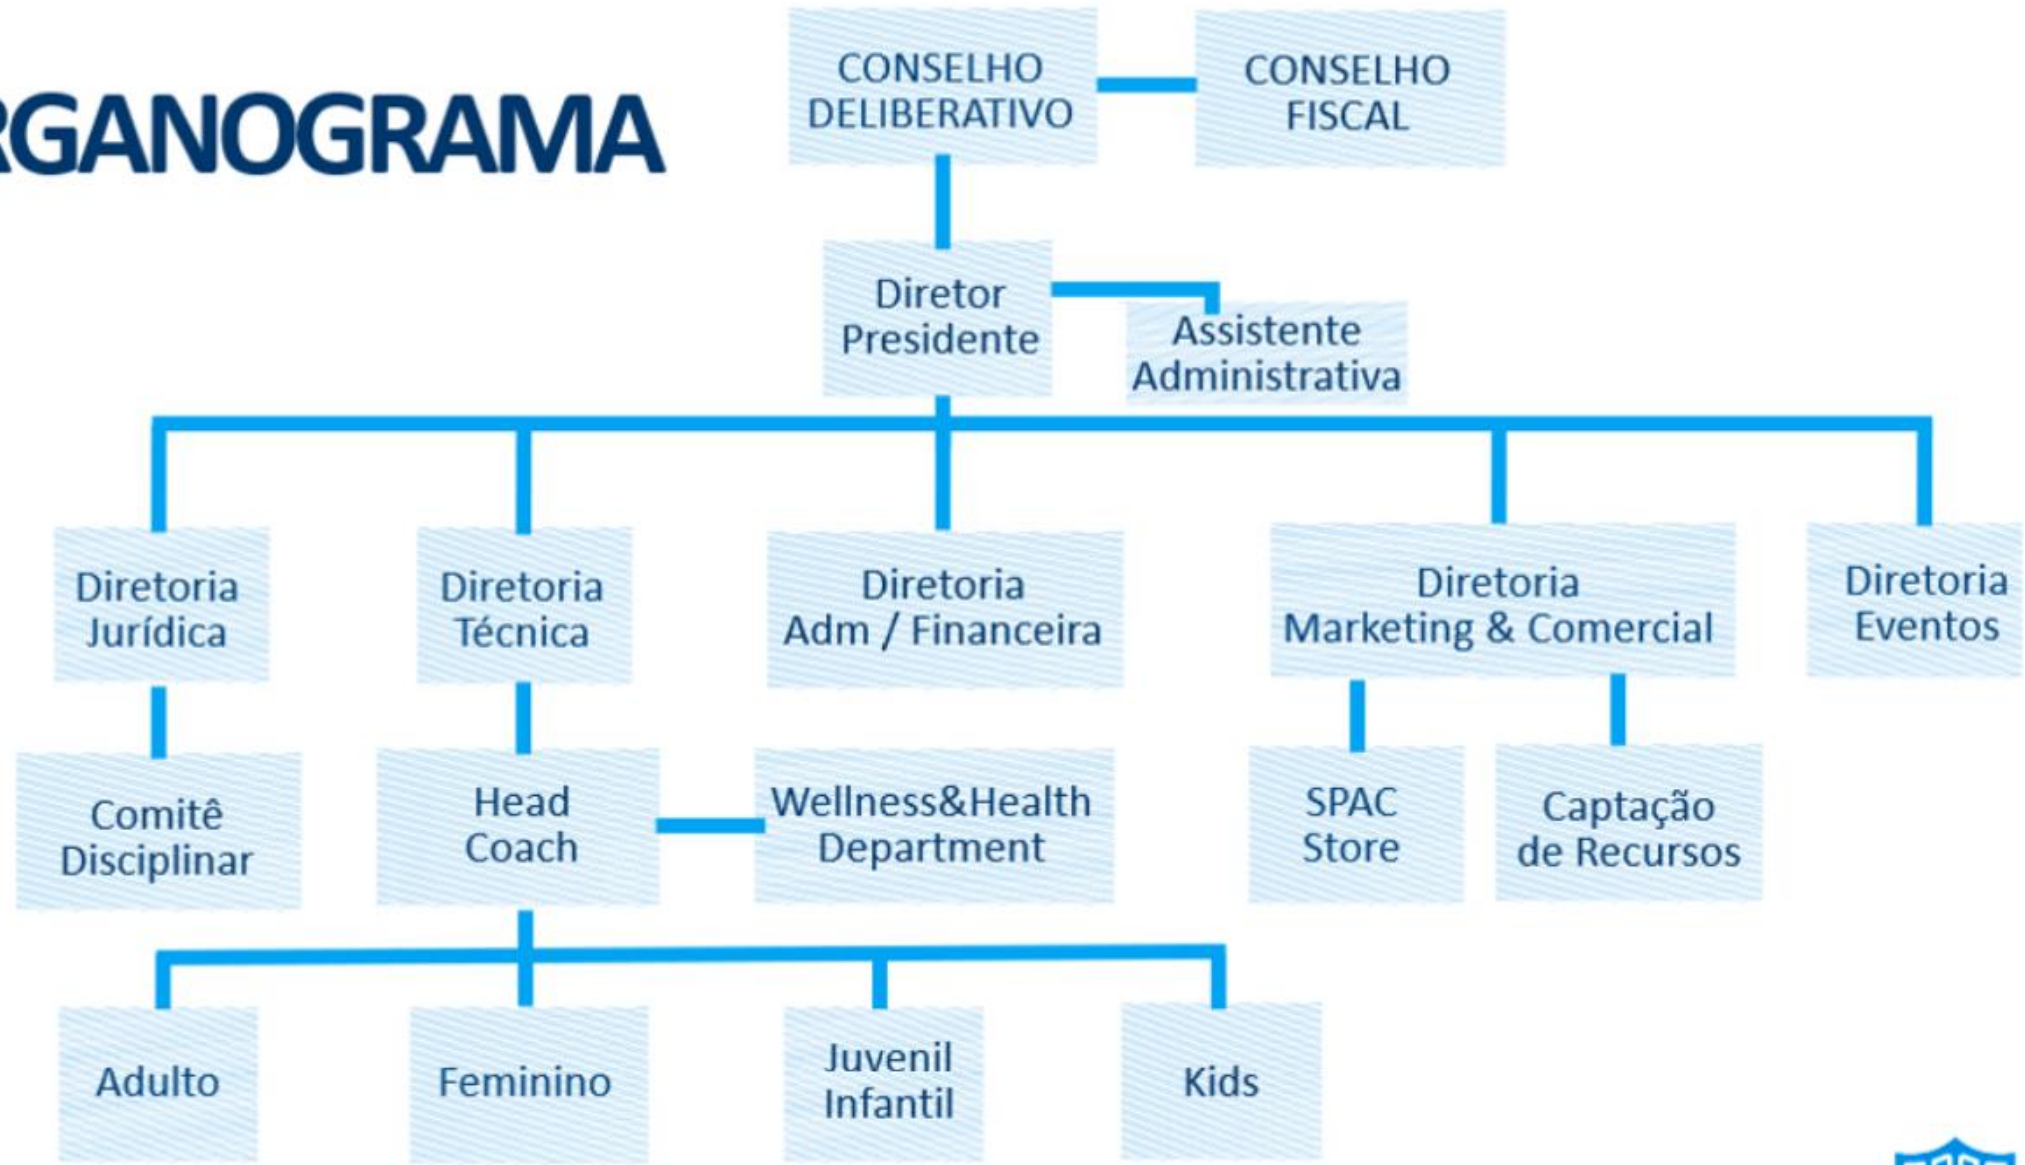 RGANOGRAMA
CONSELHO
DELIBERATIVO
CONSELHO
FISCAL
Diretor
Presidente
Assistente
Administrativa
Diretoria
Jurídica
Diretoria
Técnica
Diretoria
Adm / Financeira
Diretoria
Marketing & Comercial
Diretoria
Eventos
Comitê
Disciplinar
Head
Coach
Wellness&Health
Department
SPAC
Store
Captação
de Recursos
Adulto
Feminino
Juvenil
Infantil
Kids